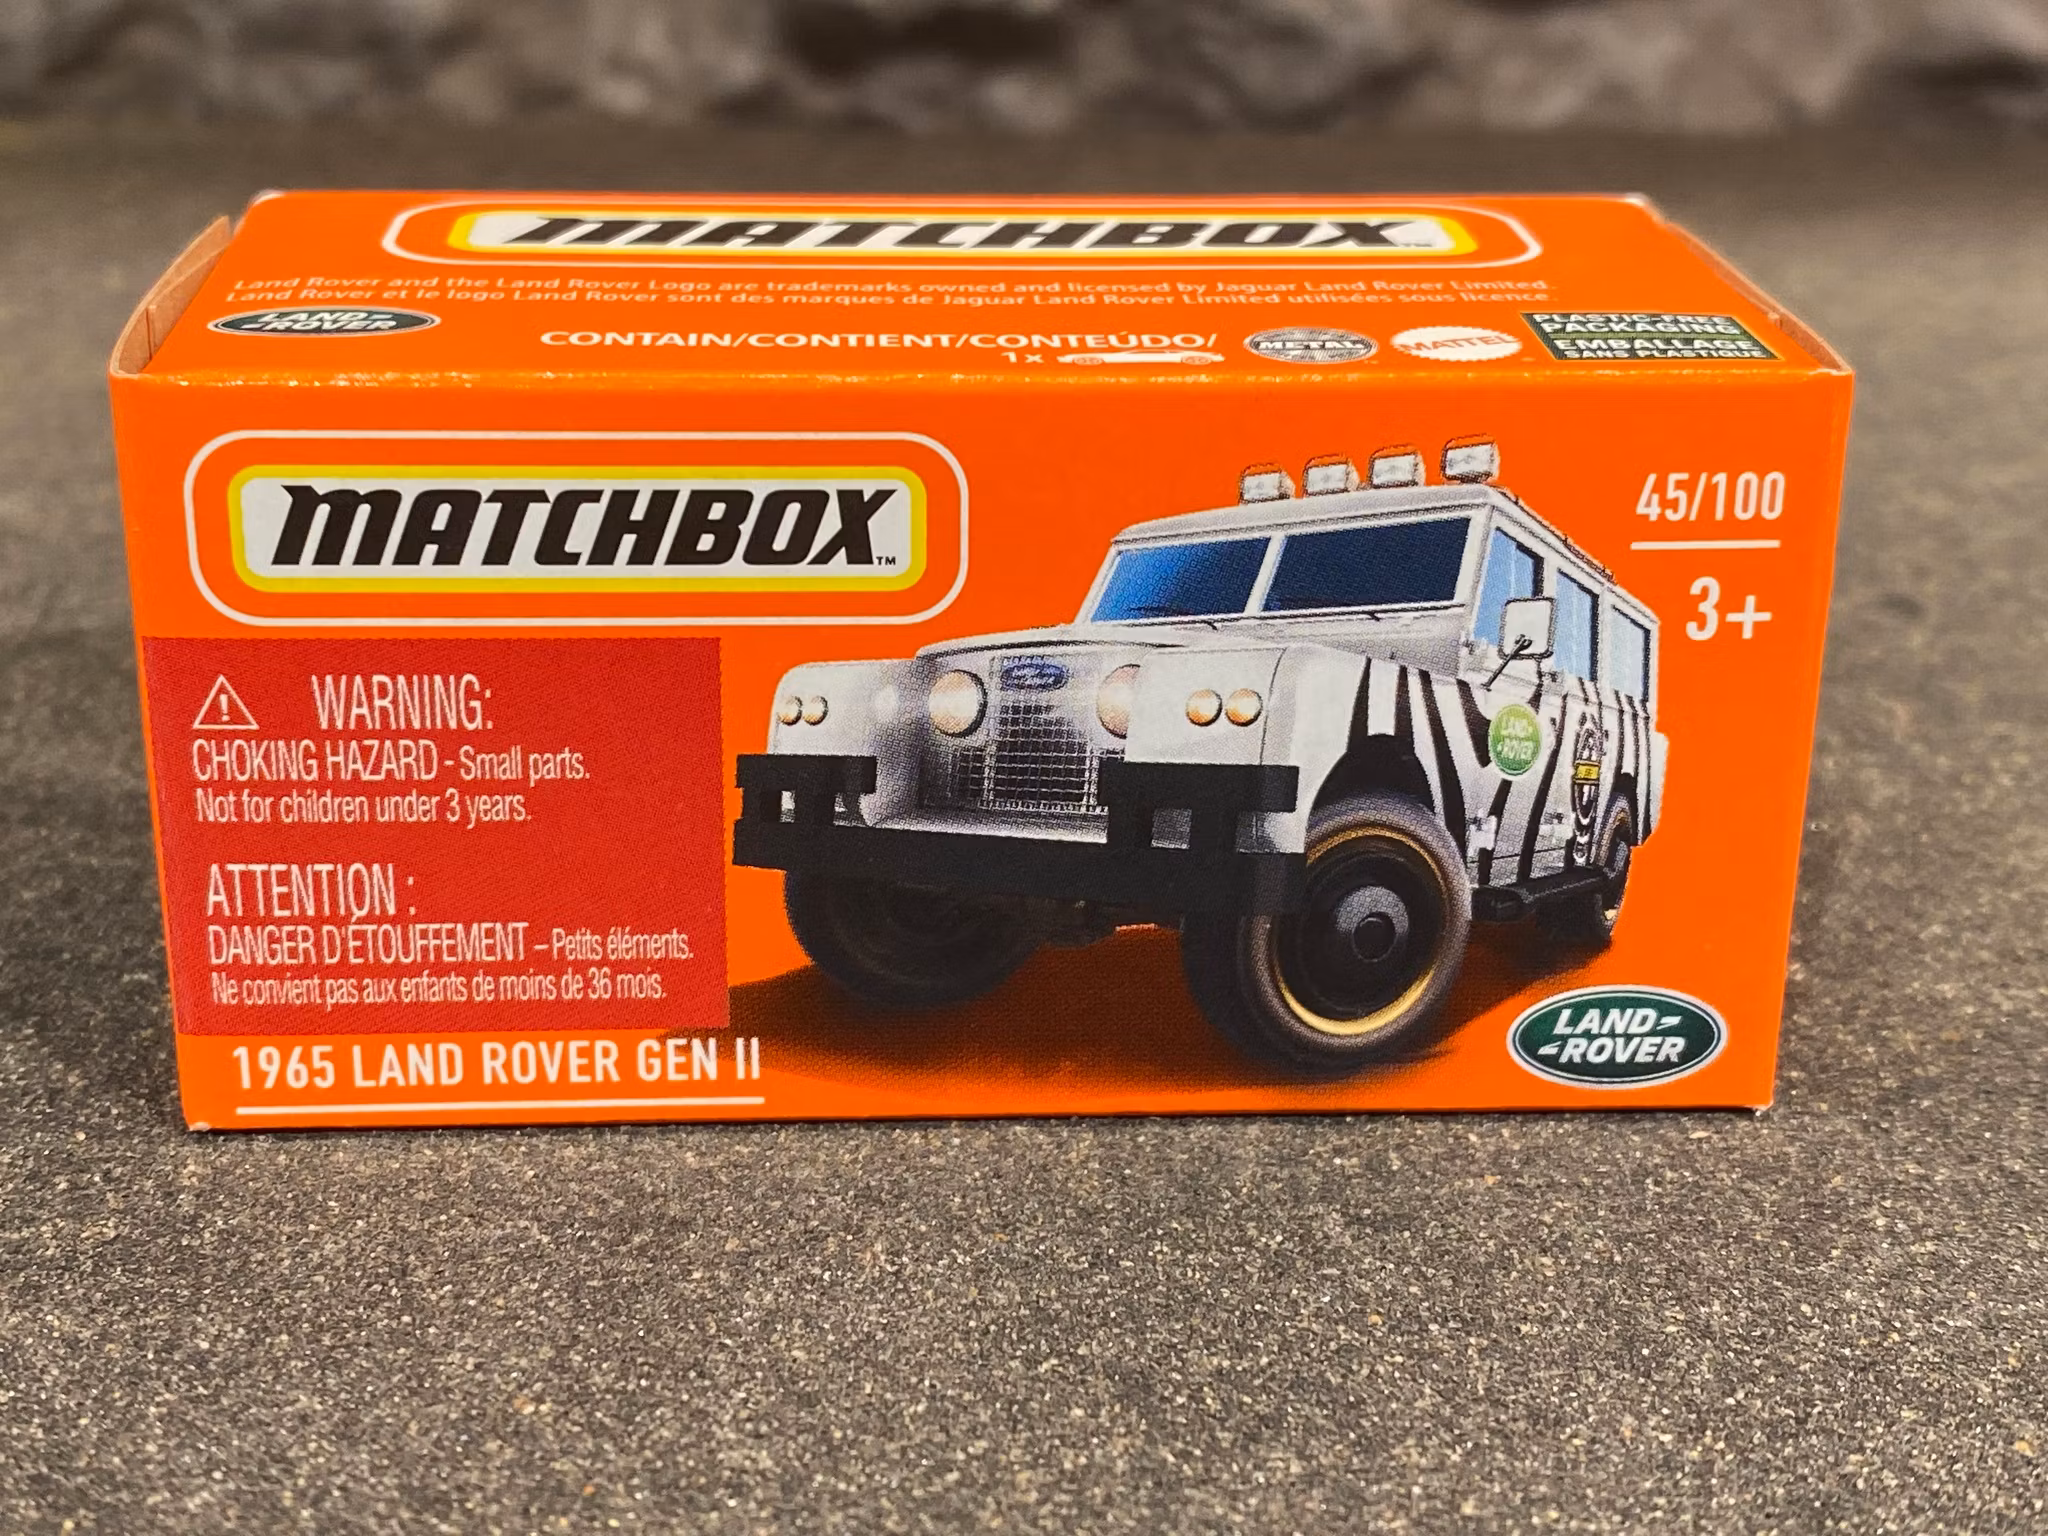 MATCHBOX™
Land Rover and the Land Rover Logo are trademarks owned and licensed by Jaguar Land Rover Limited.
Land Rover et le logo Land Rover sont des marques de Jaguar Land Rover Limited utilisées sous licence.
LAND-
-ROVER
CONTAIN/CONTIENT/CONTEÚDO/
1x
METAL
MATTEL
PLASTIC-FREE
PACKAGING
EMBALLAGE
SANS PLASTIQUE
MATCHBOX™
45/100
3+
WARNING:
CHOKING HAZARD - Small parts.
Not for children under 3 years.
ATTENTION :
DANGER D'ÉTOUFFEMENT – Petits éléments.
Ne convient pas aux enfants de moins de 36 mois.
LAND-
-ROVER
1965 LAND ROVER GEN II
LAND-
-ROVER